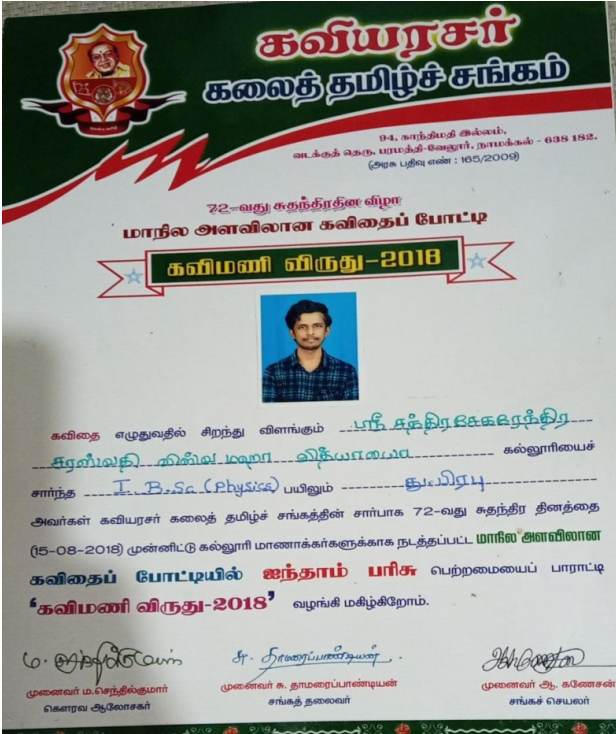 கவியரசர்
கலைத் தமிழ்ச் சங்கம்
94, காந்திமதி இல்லம்,
வடக்குத் தெரு, பரமத்தி-வேலூர், நாமக்கல் - 638 182.
(அரசு பதிவு எண் : 165/2009)
72-வது சுதந்திரதின விழா
மாநில அளவிலான கவிதைப் போட்டி
கவிமணி விருது-2018
கவிதை எழுதுவதில் சிறந்து விளங்கும் ஸ்ரீ சந்திரசேகரேந்திர
சரஸ்வதி விஸ்வ மஹா வித்யாலயா கல்லூரியைச்
சார்ந்த I B.Sc (Physics) பயிலும் து.பிரபு
அவர்கள் கவியரசர் கலைத் தமிழ்ச் சங்கத்தின் சார்பாக 72-வது சுதந்திர தினத்தை
(15-08-2018) முன்னிட்டு கல்லூரி மாணாக்கர்களுக்காக நடத்தப்பட்ட மாநில அளவிலான
கவிதைப் போட்டியில் ஐந்தாம் பரிசு பெற்றமையைப் பாராட்டி
'கவிமணி விருது-2018' வழங்கி மகிழ்கிறோம்.
சு. தாமரைப்பாண்டியன்.
முனைவர் ம.செந்தில்குமார் முனைவர் சு. தாமரைப்பாண்டியன் முனைவர் ஆ. கணேசன்
கௌரவ ஆலோசகர் சங்கத் தலைவர் சங்கச் செயலர்